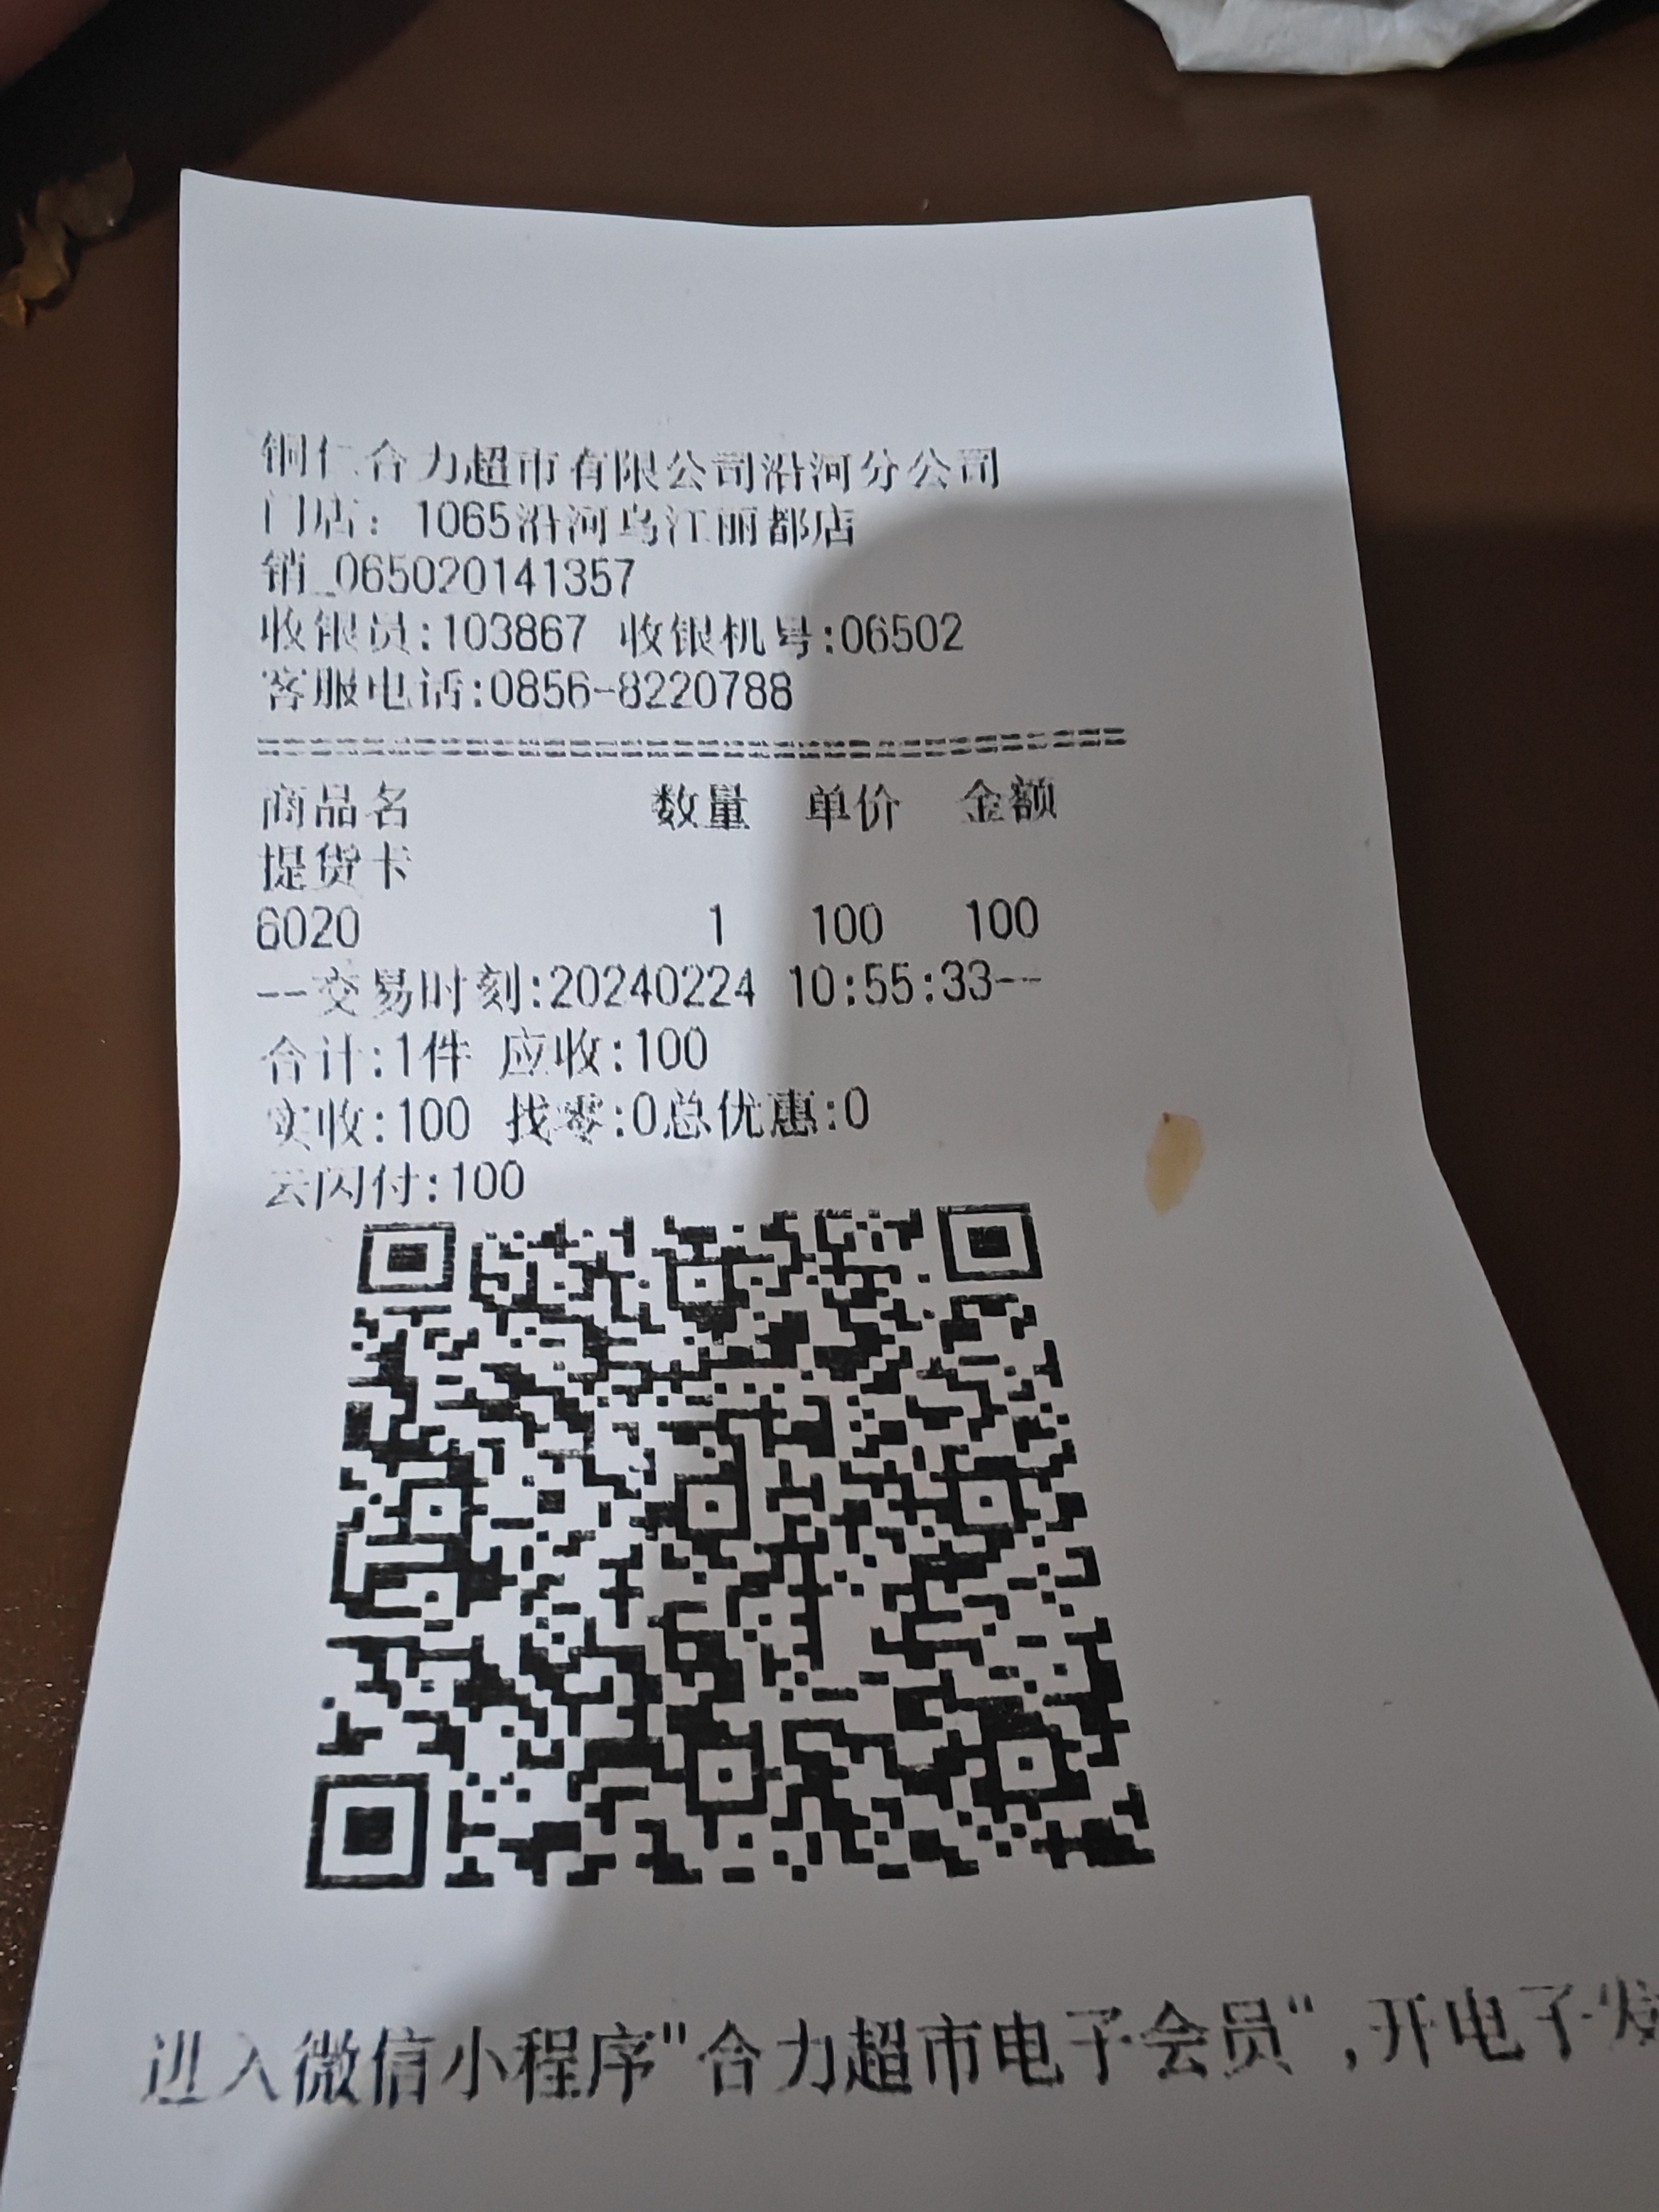 铜仁合力超市有限公司沿河分公司
门店：1065沿河乌江丽都店
销_065020141357
收银员:103867 收银机号:06502
客服电话:0856-8220788
==================================
商品名 数量 单价 金额
提货卡
6020 1 100 100
--交易时刻:20240224 10:55:33--
合计:1件 应收:100
实收:100 找零:0总优惠:0
云闪付:100
进入微信小程序"合力超市电子会员",开电子发